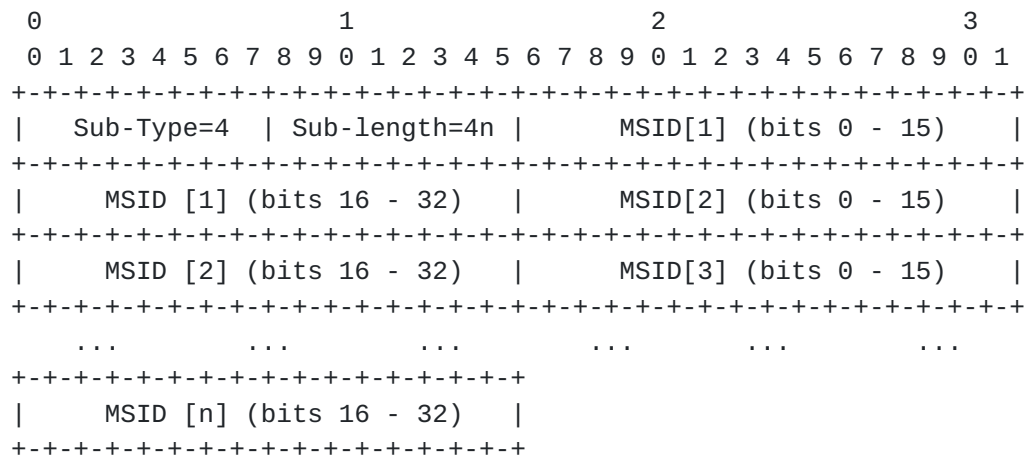 0                   1                   2                   3
 0 1 2 3 4 5 6 7 8 9 0 1 2 3 4 5 6 7 8 9 0 1 2 3 4 5 6 7 8 9 0 1
+-+-+-+-+-+-+-+-+-+-+-+-+-+-+-+-+-+-+-+-+-+-+-+-+-+-+-+-+-+-+-+-+
|   Sub-Type=4  | Sub-length=4n |      MSID[1] (bits 0 - 15)    |
+-+-+-+-+-+-+-+-+-+-+-+-+-+-+-+-+-+-+-+-+-+-+-+-+-+-+-+-+-+-+-+-+
|     MSID [1] (bits 16 - 32)   |      MSID[2] (bits 0 - 15)    |
+-+-+-+-+-+-+-+-+-+-+-+-+-+-+-+-+-+-+-+-+-+-+-+-+-+-+-+-+-+-+-+-+
|     MSID [2] (bits 16 - 32)   |      MSID[3] (bits 0 - 15)    |
+-+-+-+-+-+-+-+-+-+-+-+-+-+-+-+-+-+-+-+-+-+-+-+-+-+-+-+-+-+-+-+-+
    ...        ...       ...        ...       ...        ...
+-+-+-+-+-+-+-+-+-+-+-+-+-+-+-+-+
|     MSID [n] (bits 16 - 32)   |
+-+-+-+-+-+-+-+-+-+-+-+-+-+-+-+-+